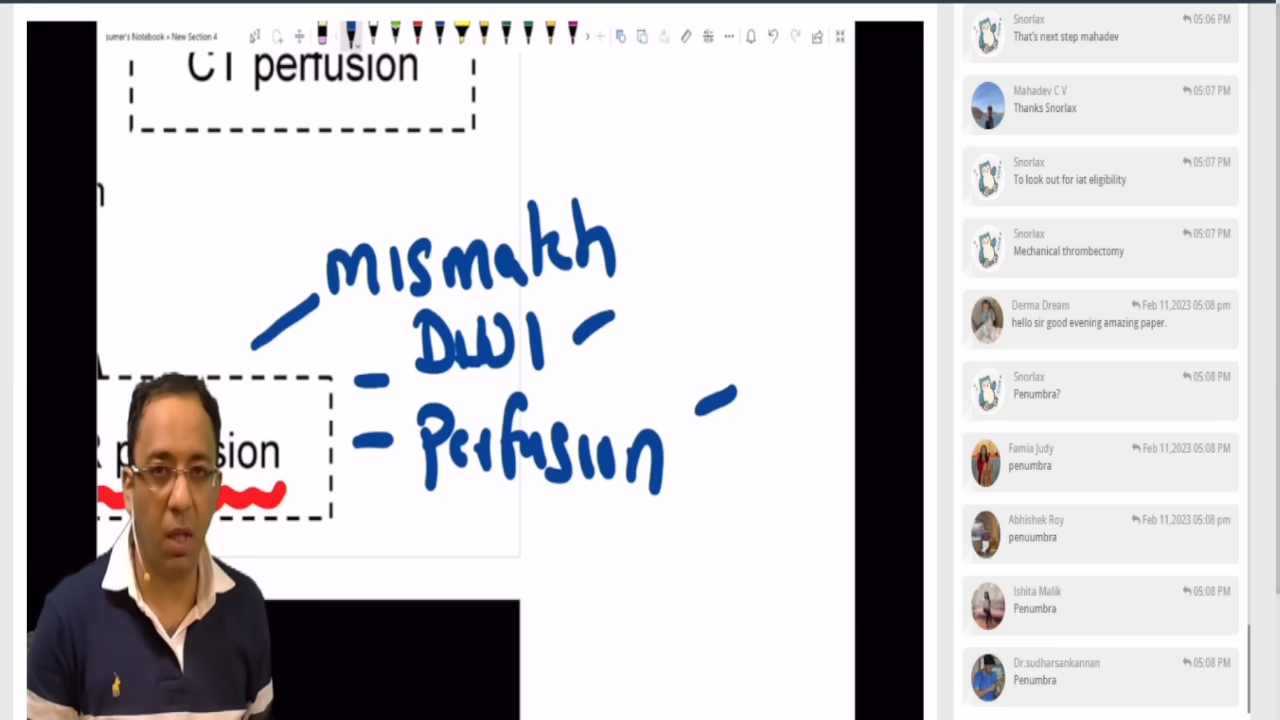 sumer's Notebook » New Section 4
CT perfusion
mismatch
DWI
Perfusion
Snorlax
05:06 PM
That's next step mahadev
Mahadev C V
05:07 PM
Thanks Snorlax
Snorlax
05:07 PM
To look out for iat eligibility
Snorlax
05:07 PM
Mechanical thrombectomy
Derma Dream
Feb 11,2023 05:08 pm
hello sir good evening amazing paper.
Snorlax
05:08 PM
Penumbra?
Famia Judy
Feb 11,2023 05:08 pm
penumbra
Abhishek Roy
Feb 11,2023 05:08 pm
penuumbra
Ishita Malik
05:08 PM
Penumbra
Dr.sudharsankannan
05:08 PM
Penumbra